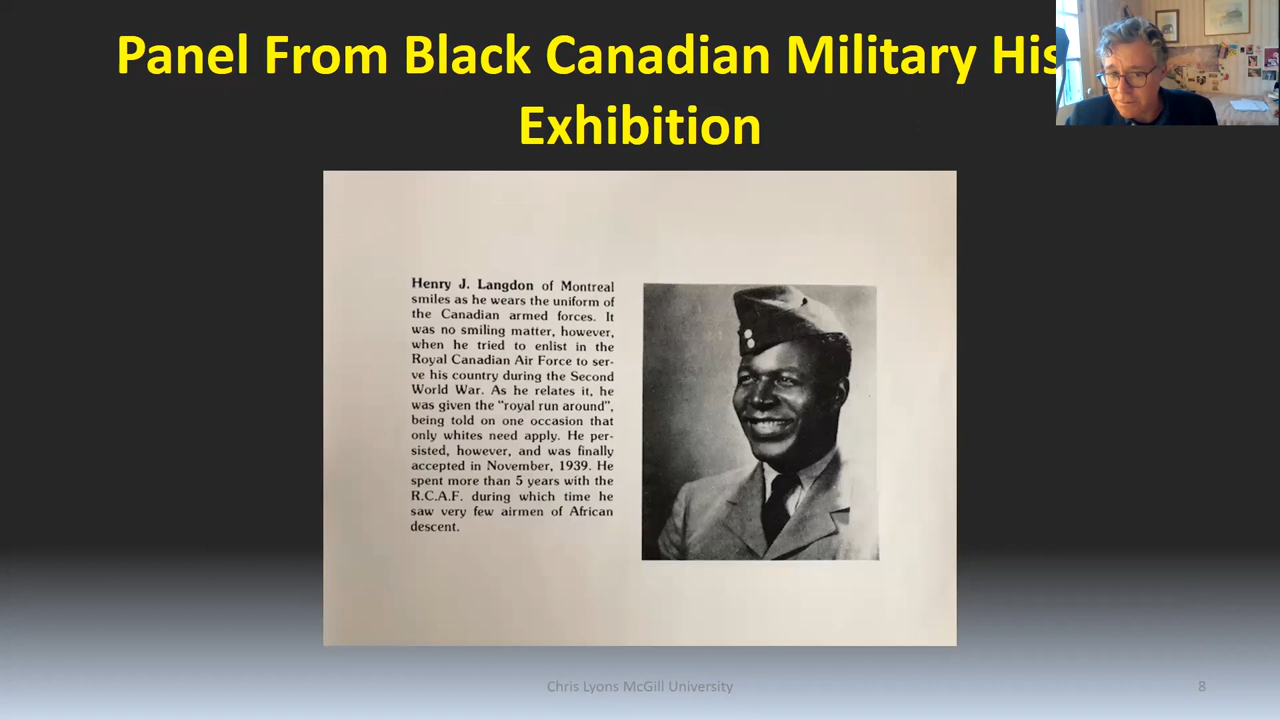 Panel From Black Canadian Military His
Exhibition
Henry J. Langdon of Montreal
smiles as he wears the uniform of
the Canadian armed forces. It
was no smiling matter, however,
when he tried to enlist in the
Royal Canadian Air Force to ser-
ve his country during the Second
World War. As he relates it, he
was given the "royal run around",
being told on one occasion that
only whites need apply. He per-
sisted, however, and was finally
accepted in November, 1939. He
spent more than 5 years with the
R.C.A.F. during which time he
saw very few airmen of African
descent.
Chris Lyons McGill University
8